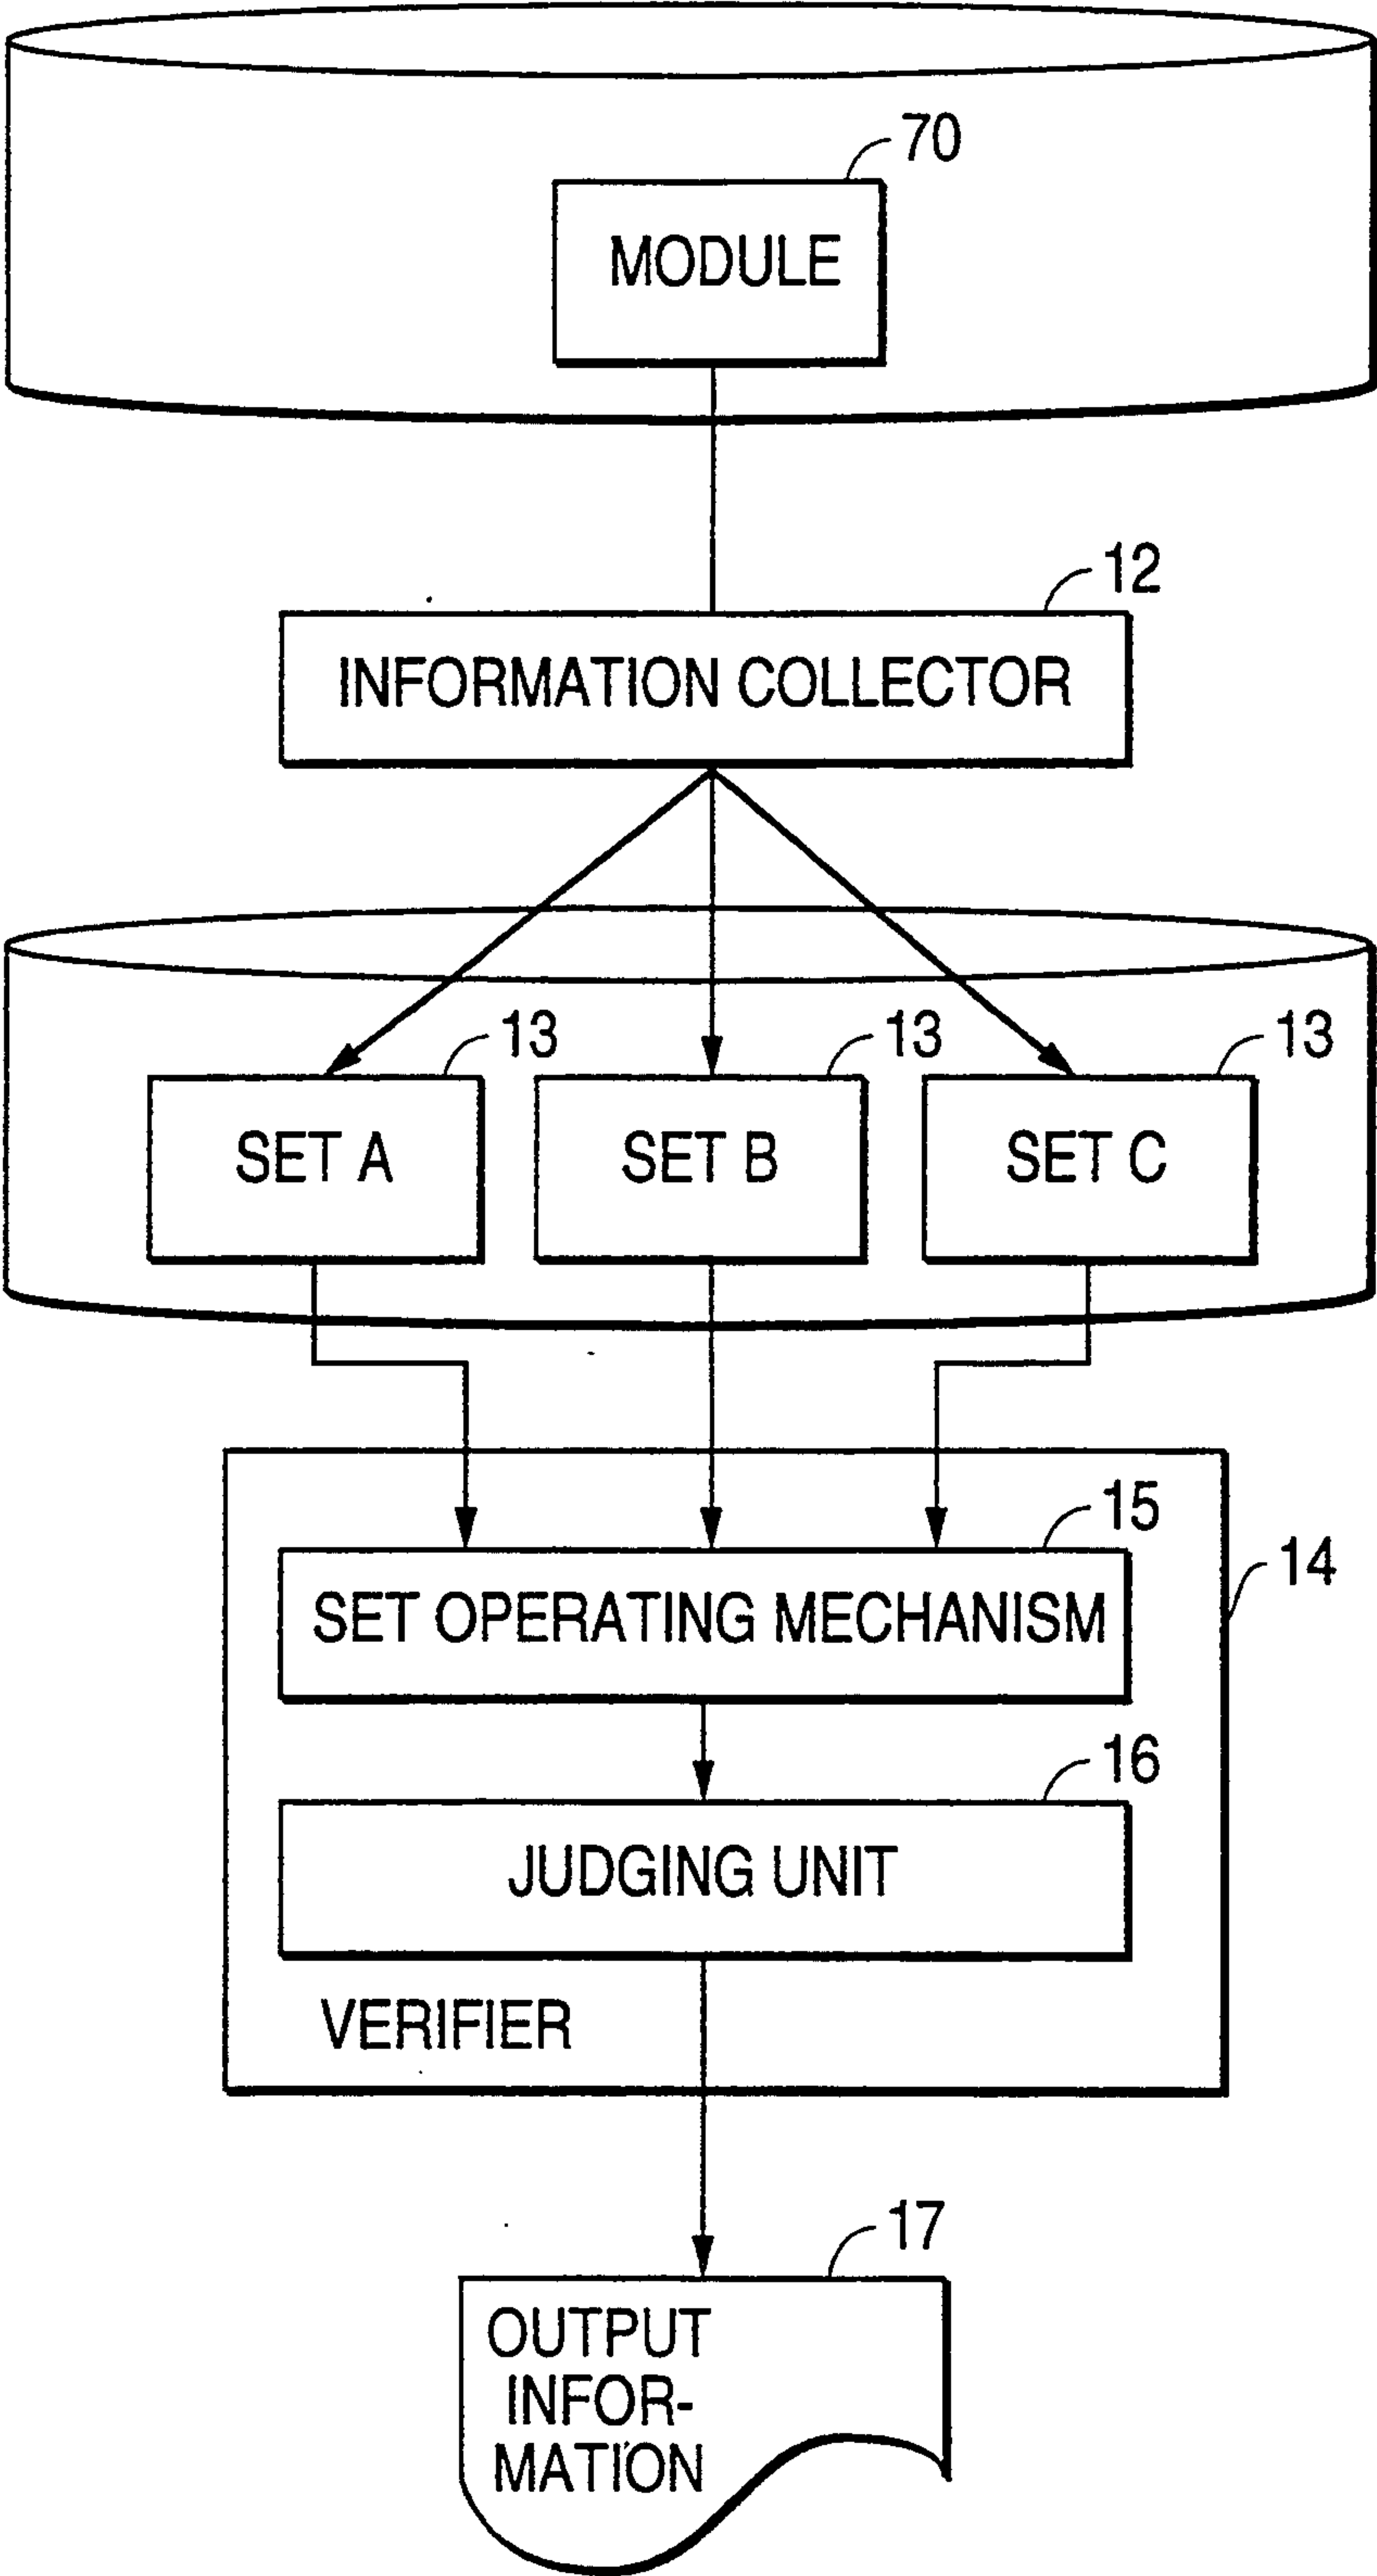 70
MODULE
12
INFORMATION COLLECTOR
13 13 13
SET A SET B SET C
15
SET OPERATING MECHANISM
14
16
JUDGING UNIT
VERIFIER
17
OUTPUT
INFOR-
MATION